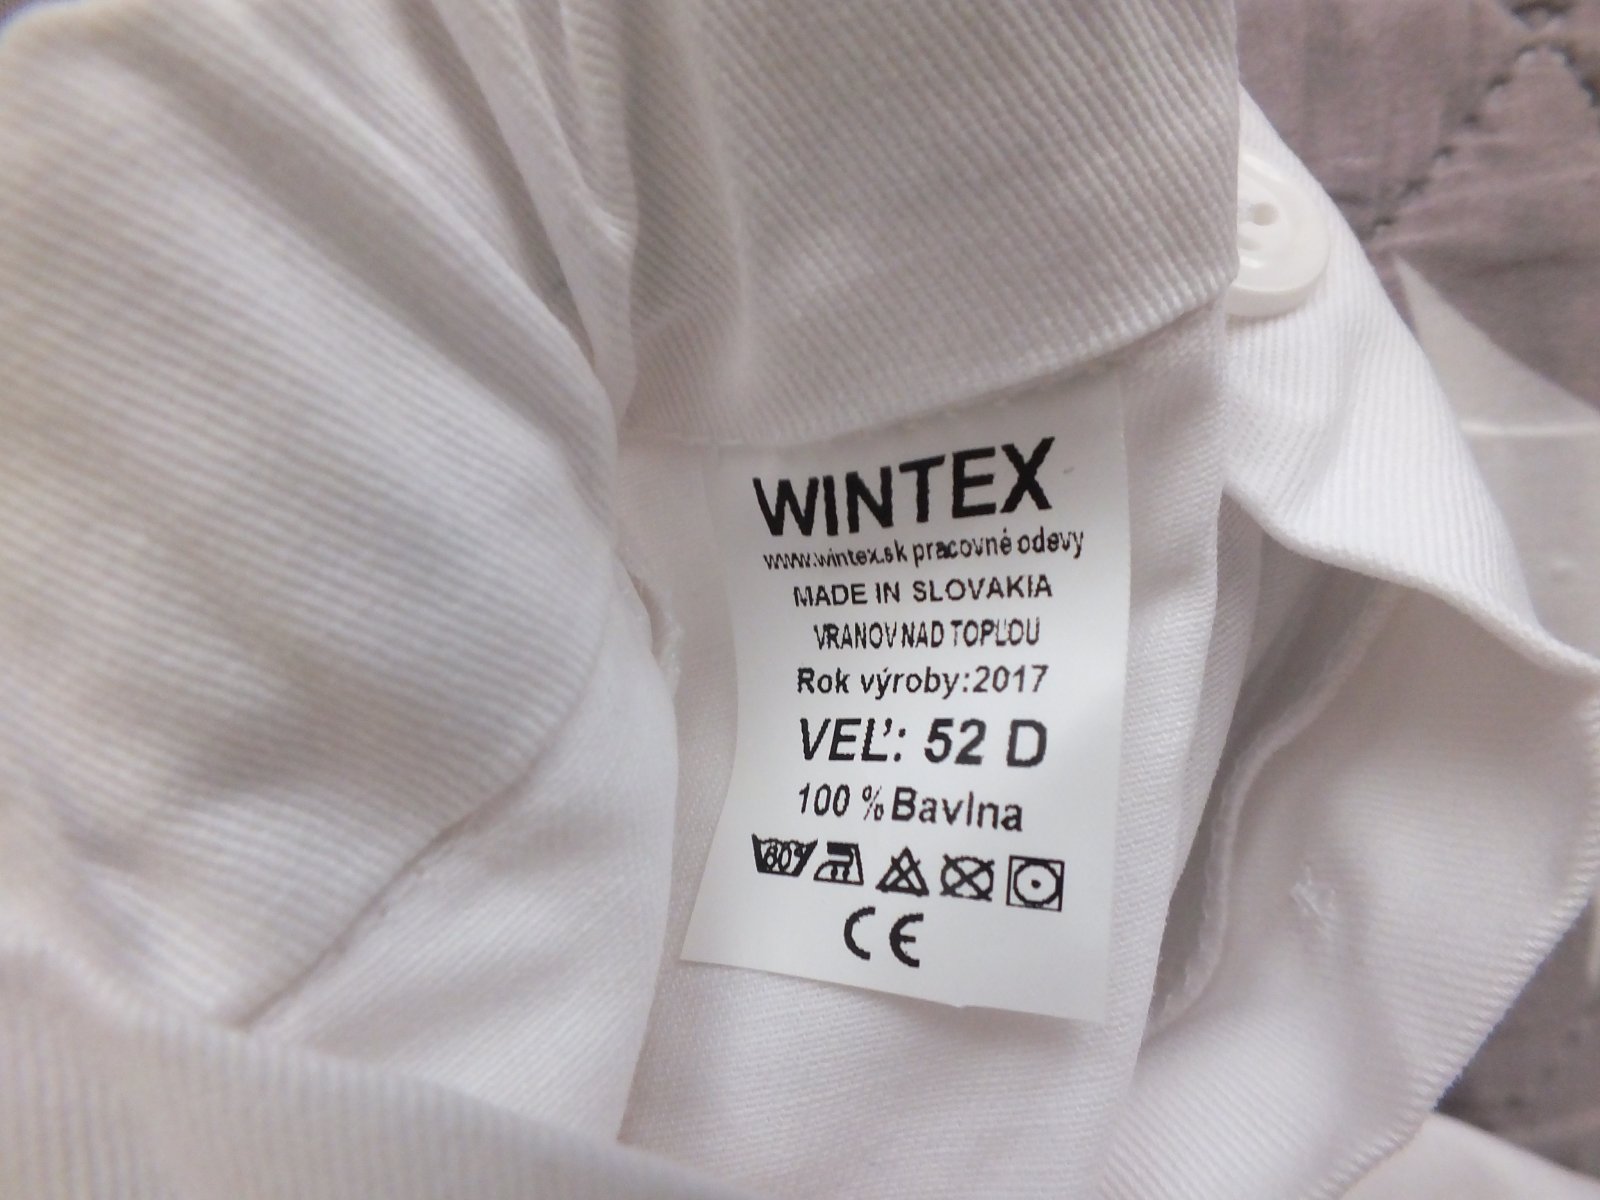 WINTEX
www.wintex.sk pracovné odevy
MADE IN SLOVAKIA
VRANOV NAD TOPĽOU
Rok výroby:2017
VEĽ: 52 D
100 % Bavlna
CE